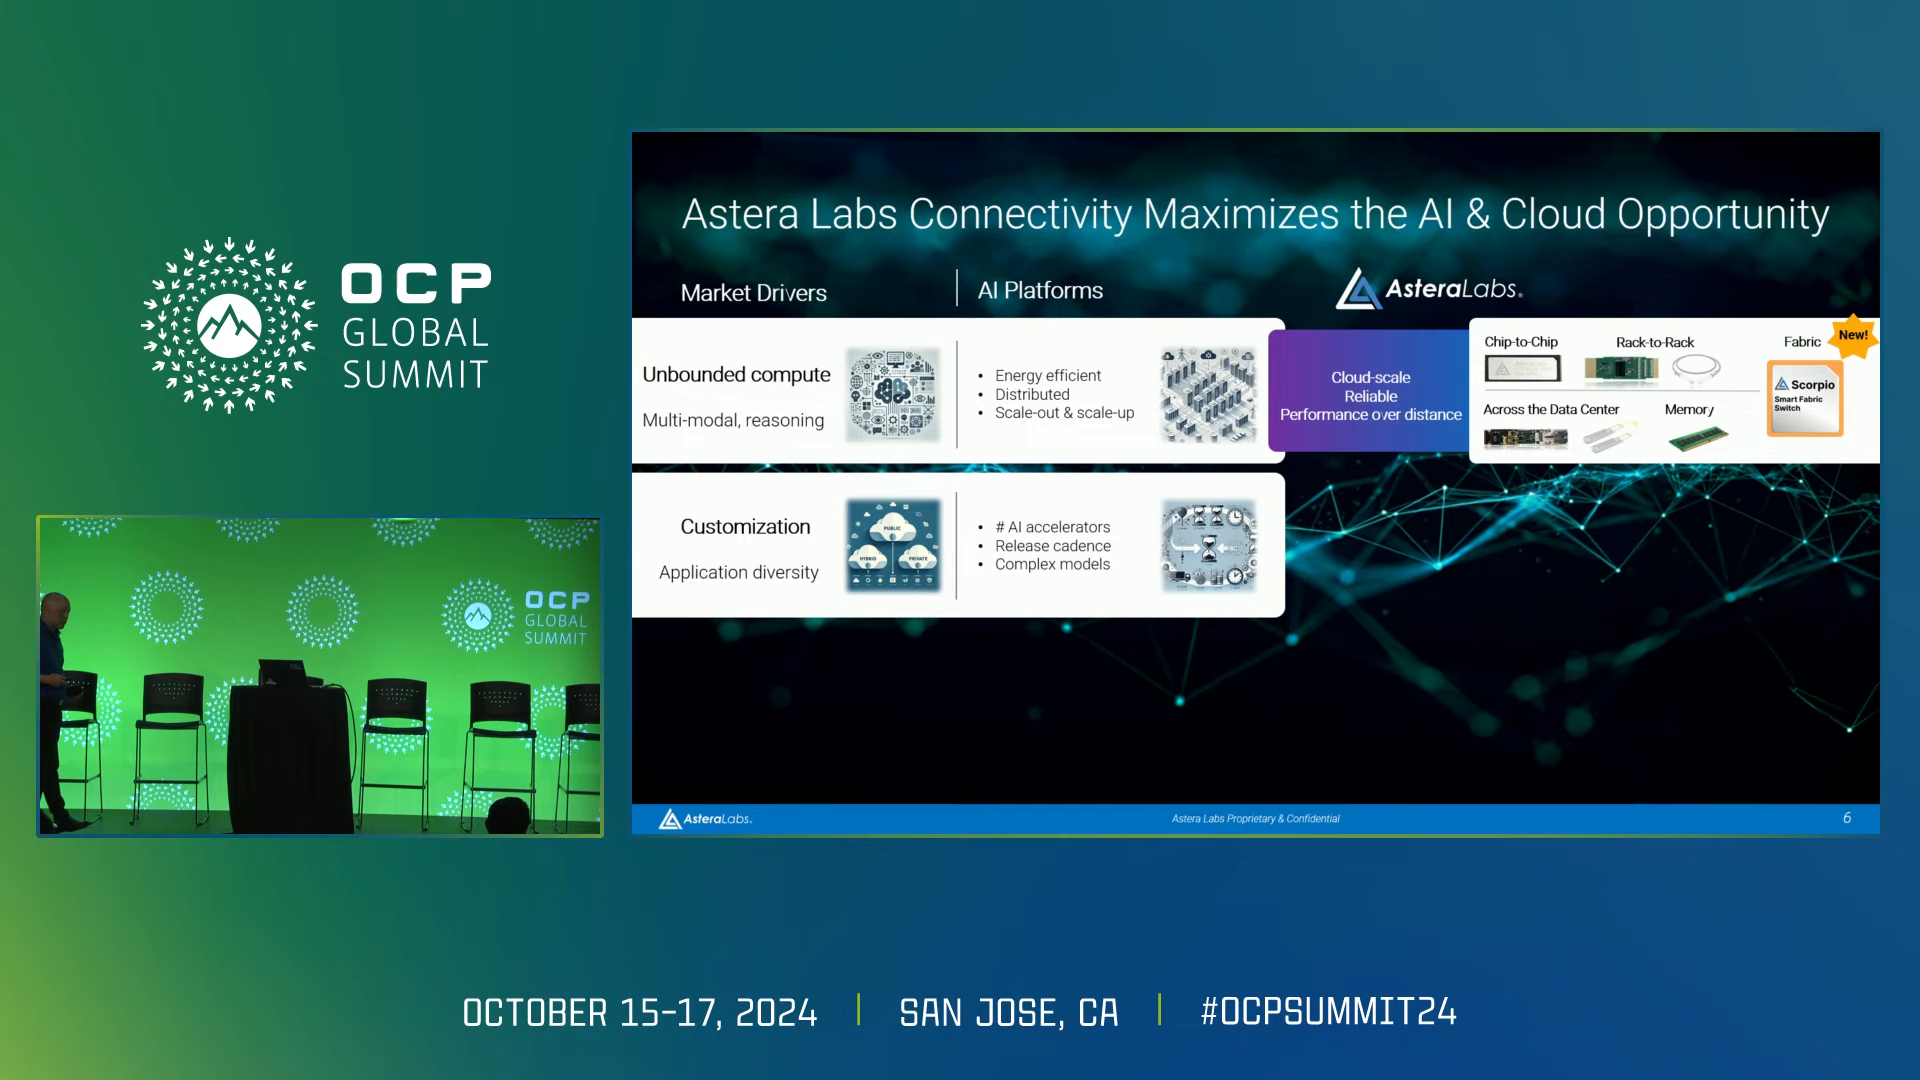 OCP
GLOBAL
SUMMIT
Astera Labs Connectivity Maximizes the AI & Cloud Opportunity
Market Drivers
AI Platforms
AsteraLabs.
Unbounded compute
Multi-modal, reasoning
• Energy efficient
• Distributed
• Scale-out & scale-up
Cloud-scale
Reliable
Performance over distance
Chip-to-Chip
Rack-to-Rack
Fabric
New!
Across the Data Center
Memory
Scorpio
Smart Fabric
Switch
Customization
Application diversity
PUBLIC
HYBRID
PRIVATE
• # AI accelerators
• Release cadence
• Complex models
AsteraLabs.
Astera Labs Proprietary & Confidential
6
OCP
GLOBAL
SUMMIT
OCTOBER 15-17, 2024
SAN JOSE, CA
#OCPSUMMIT24